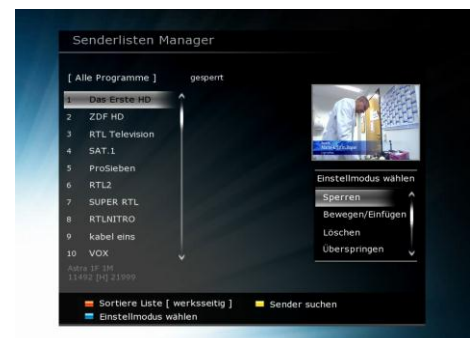 Senderlisten Manager
[ Alle Programme ] gesperrt
1 Das Erste HD
2 ZDF HD
3 RTL Television
4 SAT.1
5 ProSieben
6 RTL2
7 SUPER RTL
8 RTLNITRO
9 kabel eins
10 VOX
Astra 1F 1M
11492 [H] 21999
Einstellmodus wählen
Sperren
Bewegen/Einfügen
Löschen
Überspringen
Sortiere Liste [ werksseitig ] Sender suchen
Einstellmodus wählen